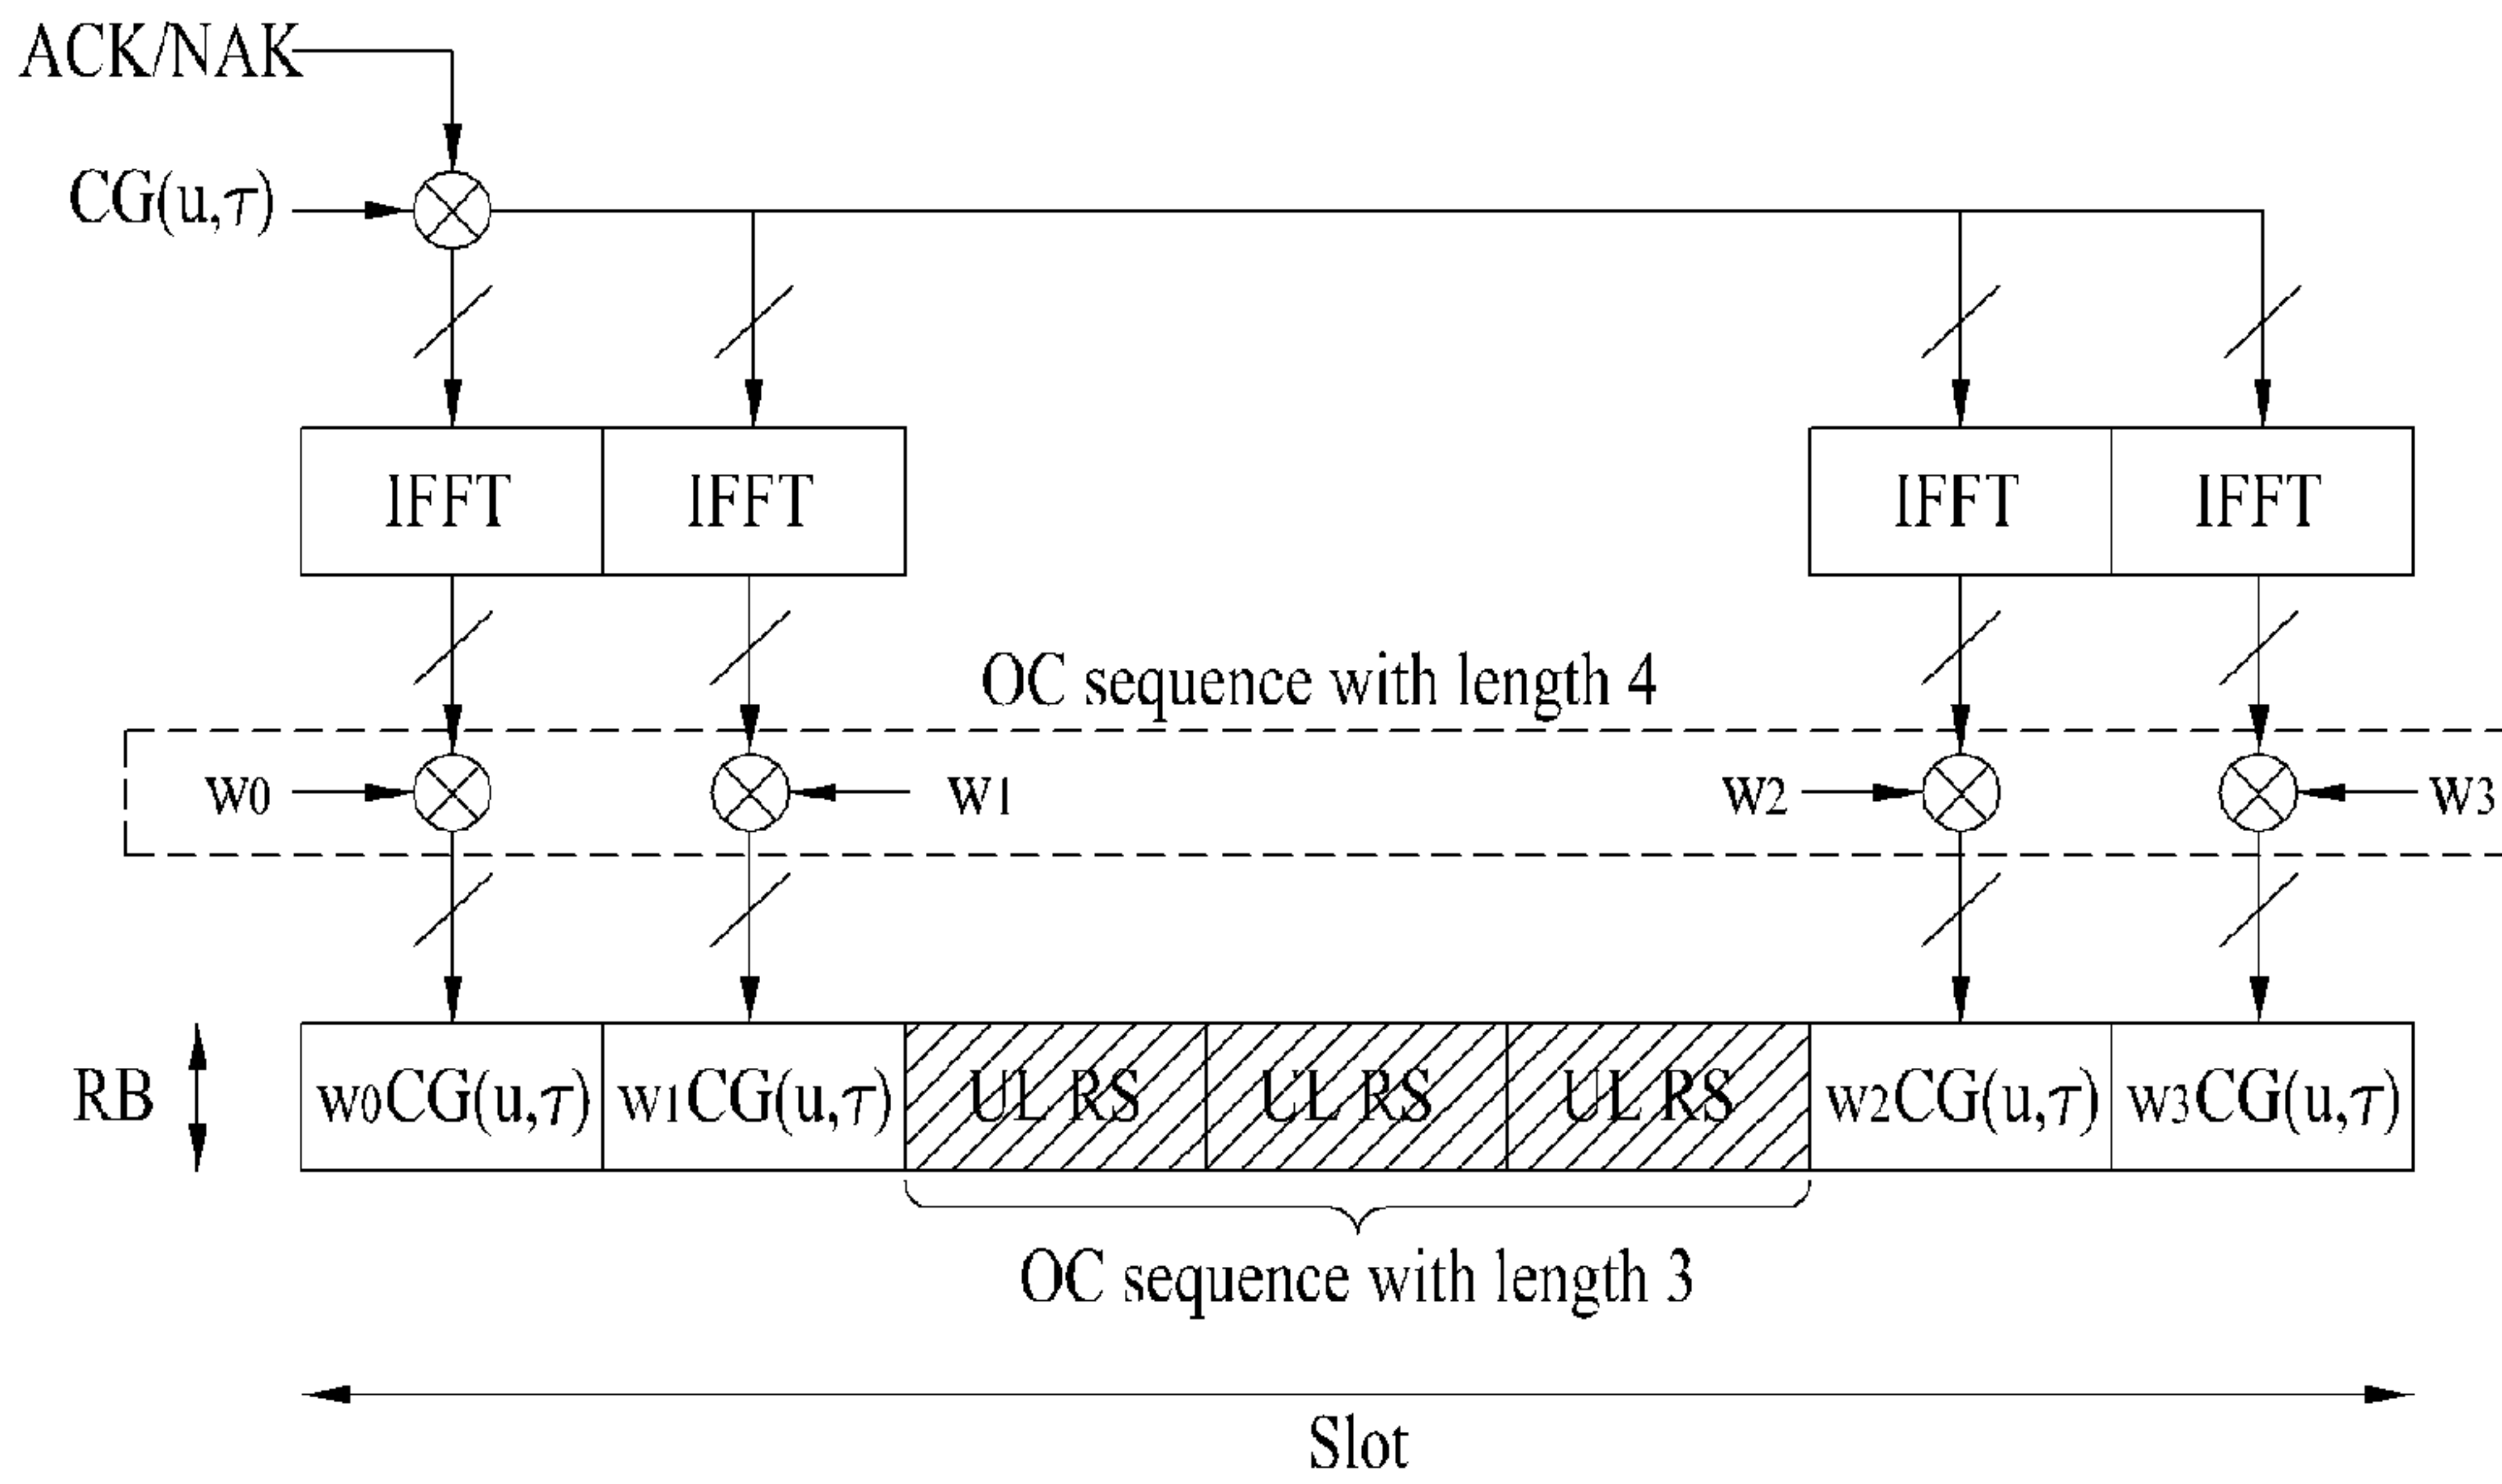 ACK/NAK
CG(u,τ)
IFFT IFFT IFFT IFFT
OC sequence with length 4
w0 w1 w2 w3
RB w0CG(u,τ) w1CG(u,τ) UL RS UL RS UL RS w2CG(u,τ) w3CG(u,τ)
OC sequence with length 3
Slot